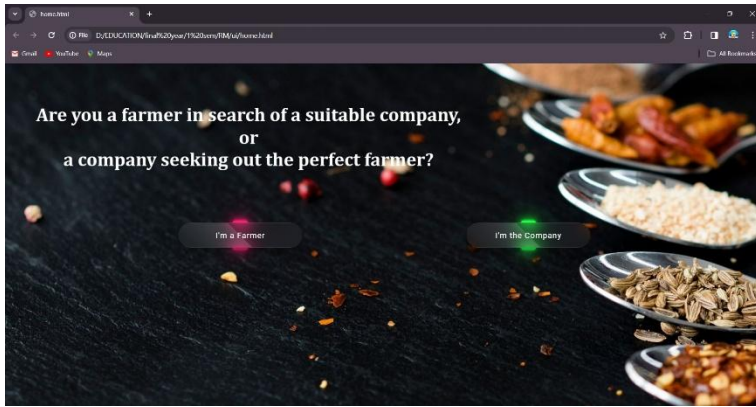 home.html
File
D:/EDUCATION/final%20year/1%20sem/RM/ui/home.html
Gmail YouTube Maps
All Bookmarks
Are you a farmer in search of a suitable company,
or
a company seeking out the perfect farmer?
I'm a Farmer
I'm the Company